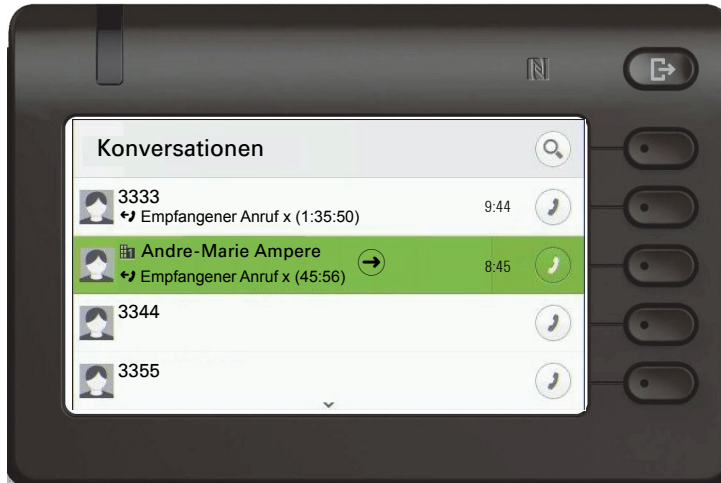 Konversationen
3333
Empfangener Anruf x (1:35:50)
9:44
Andre-Marie Ampere
Empfangener Anruf x (45:56)
8:45
3344
3355